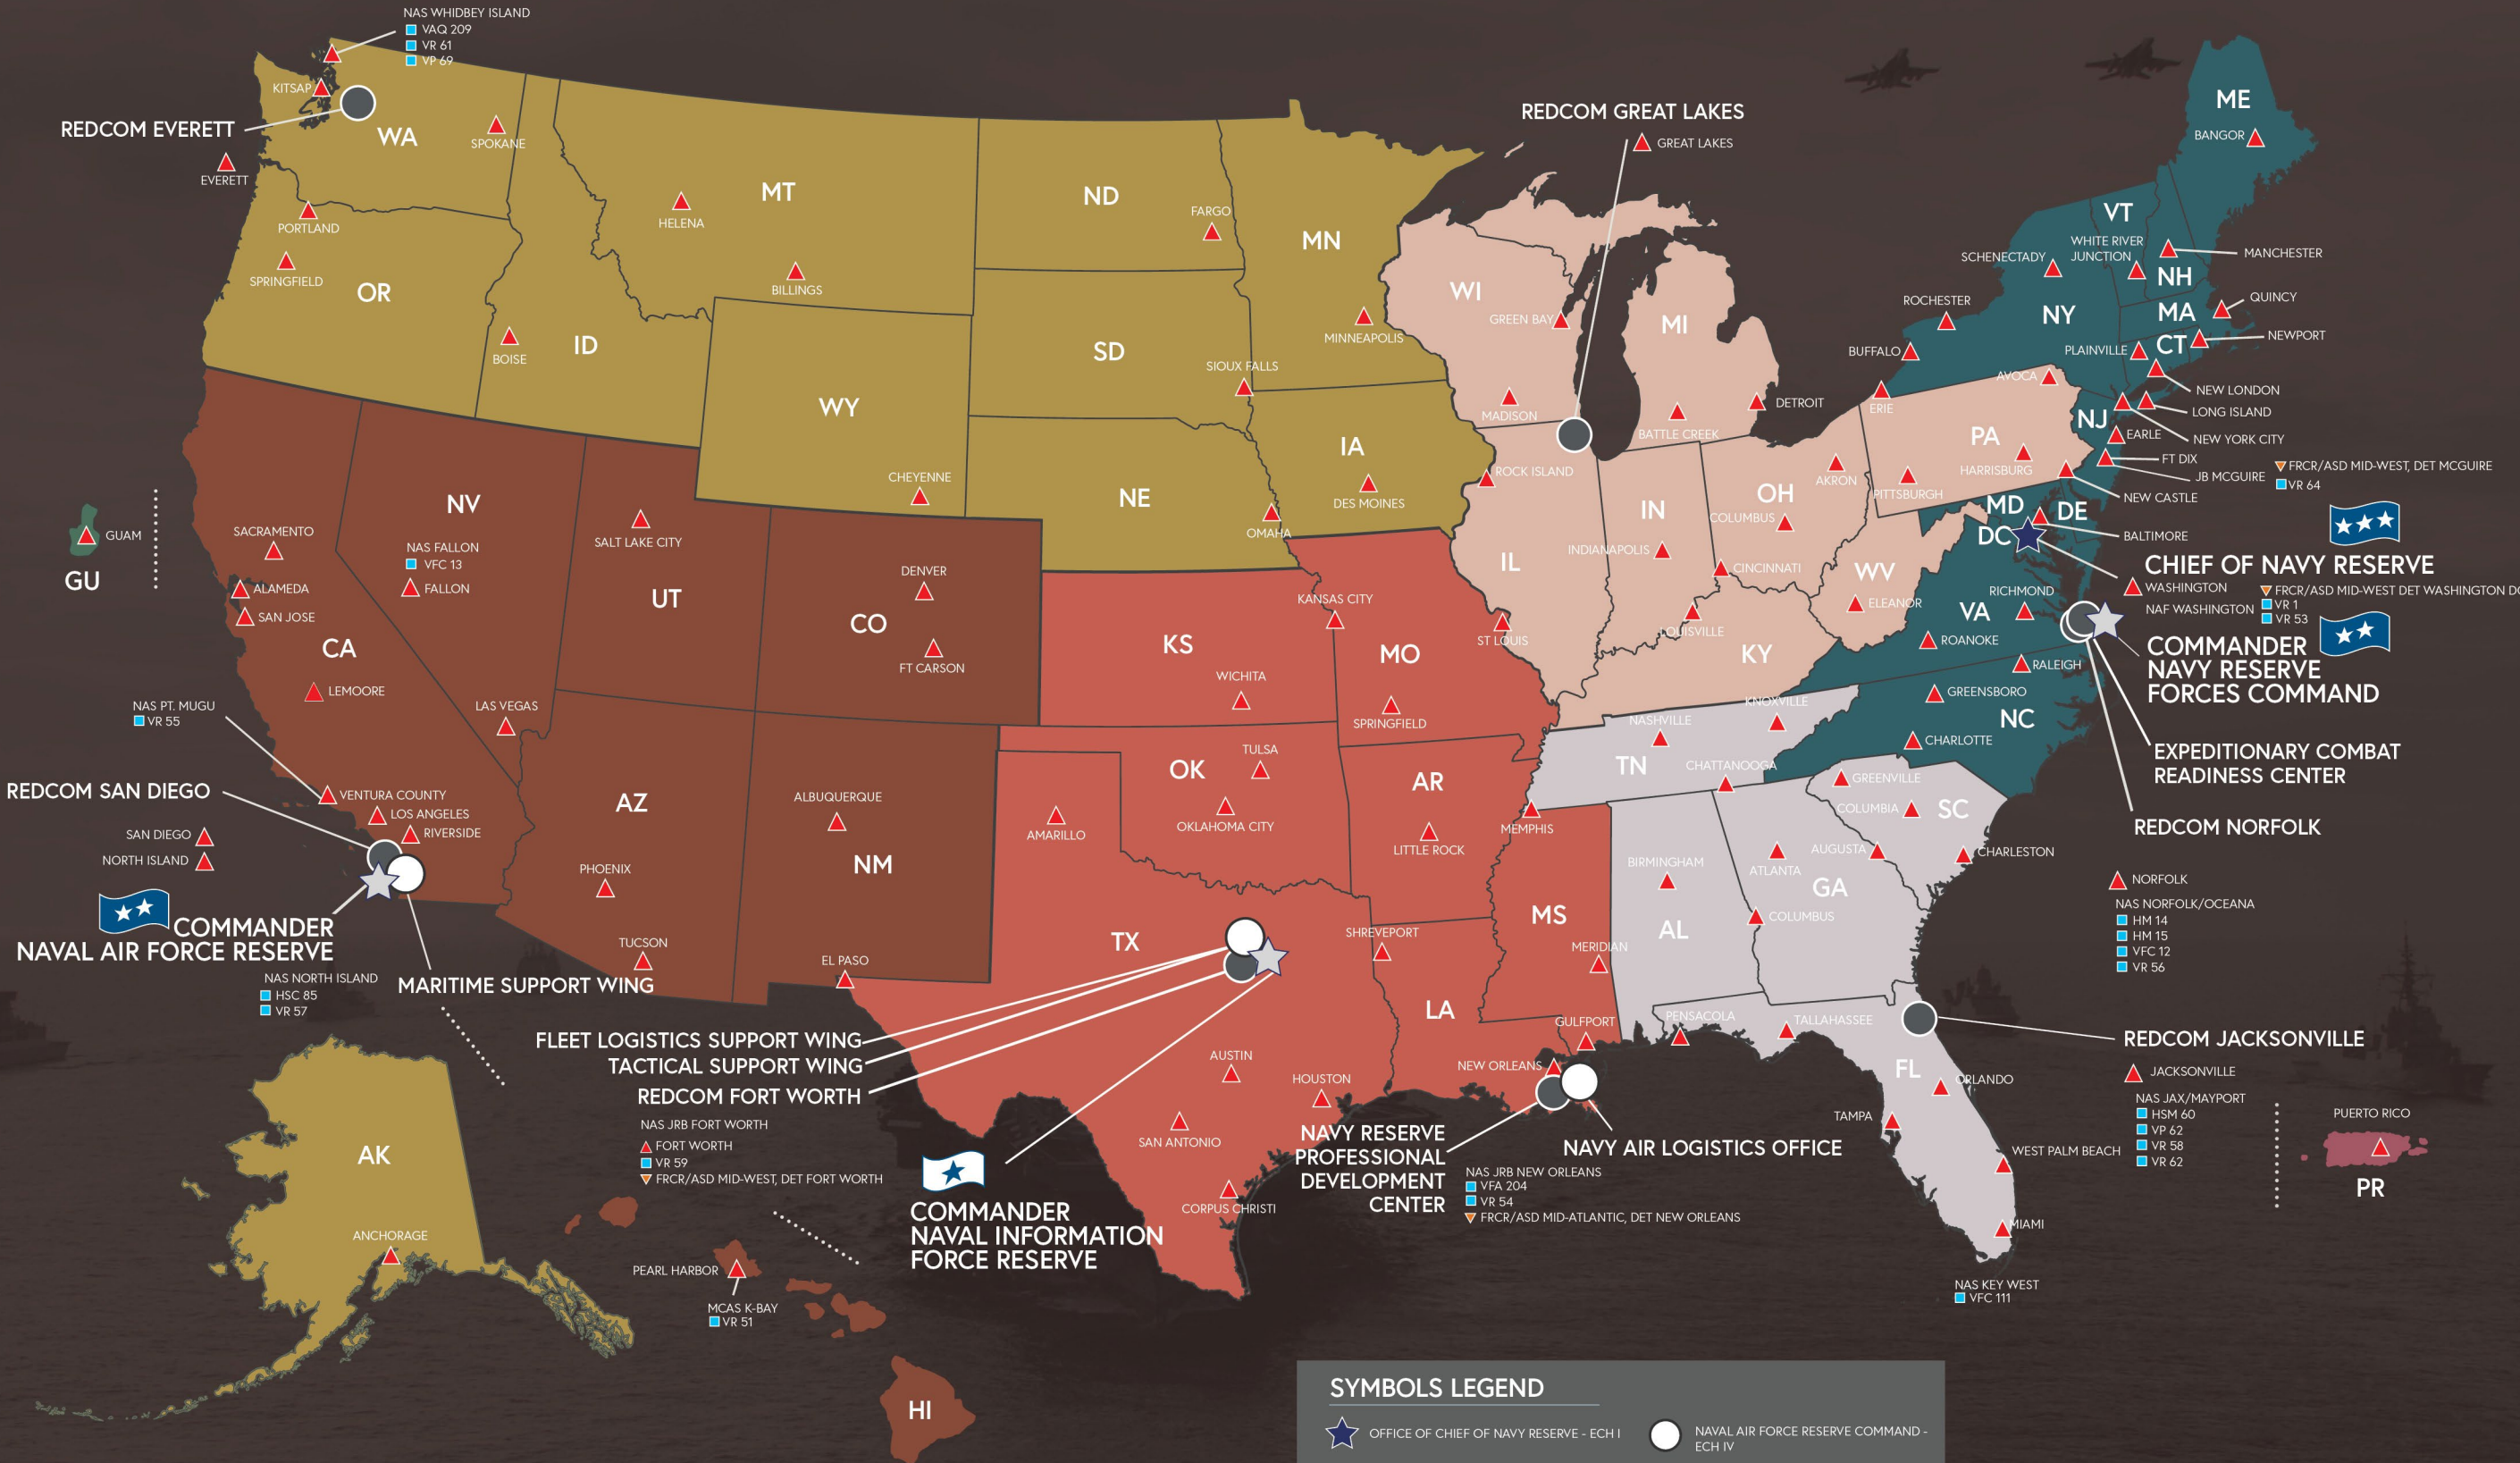 NAS WHIDBEY ISLAND
VAQ 209
VR 61
VP 69
KITSAP
REDCOM EVERETT
EVERETT
WA
SPOKANE
PORTLAND
SPRINGFIELD
OR
BOISE
ID
HELENA
MT
BILLINGS
WY
CHEYENNE
ND
FARGO
SD
SIOUX FALLS
NE
OMAHA
MN
MINNEAPOLIS
IA
DES MOINES
REDCOM GREAT LAKES
GREAT LAKES
WI
GREEN BAY
MADISON
MI
BATTLE CREEK
DETROIT
ROCK ISLAND
IL
IN
INDIANAPOLIS
OH
AKRON
COLUMBUS
CINCINNATI
LOUISVILLE
KY
WV
ELEANOR
PA
ERIE
AVOCA
PITTSBURGH
HARRISBURG
ME
BANGOR
VT
WHITE RIVER
JUNCTION
MANCHESTER
NH
SCHENECTADY
ROCHESTER
BUFFALO
NY
MA
QUINCY
CT
NEWPORT
PLAINVILLE
NEW LONDON
LONG ISLAND
NJ
NEW YORK CITY
EARLE
FT DIX
JB MCGUIRE
FRCR/ASD MID-WEST, DET MCGUIRE
VR 64
NEW CASTLE
MD
DE
DC
BALTIMORE
CHIEF OF NAVY RESERVE
WASHINGTON
NAF WASHINGTON
FRCR/ASD MID-WEST DET WASHINGTON DC
VR 1
VR 53
COMMANDER
NAVY RESERVE
FORCES COMMAND
RICHMOND
VA
ROANOKE
RALEIGH
GREENSBORO
NC
CHARLOTTE
EXPEDITIONARY COMBAT
READINESS CENTER
REDCOM NORFOLK
NORFOLK
NAS NORFOLK/OCEANA
HM 14
HM 15
VFC 12
VR 56
GUAM
GU
SACRAMENTO
ALAMEDA
SAN JOSE
CA
LEMOORE
NV
NAS FALLON
VFC 13
FALLON
LAS VEGAS
SALT LAKE CITY
UT
DENVER
CO
FT CARSON
NAS PT. MUGU
VR 55
REDCOM SAN DIEGO
VENTURA COUNTY
LOS ANGELES
RIVERSIDE
SAN DIEGO
NORTH ISLAND
COMMANDER
NAVAL AIR FORCE RESERVE
NAS NORTH ISLAND
HSC 85
VR 57
MARITIME SUPPORT WING
AZ
PHOENIX
TUCSON
ALBUQUERQUE
NM
EL PASO
KS
WICHITA
KANSAS CITY
MO
ST LOUIS
SPRINGFIELD
OK
TULSA
OKLAHOMA CITY
AMARILLO
AR
LITTLE ROCK
TX
SHREVEPORT
LA
MS
MERIDIAN
GULFPORT
NEW ORLEANS
AUSTIN
HOUSTON
SAN ANTONIO
CORPUS CHRISTI
FLEET LOGISTICS SUPPORT WING
TACTICAL SUPPORT WING
REDCOM FORT WORTH
NAS JRB FORT WORTH
FORT WORTH
VR 59
FRCR/ASD MID-WEST, DET FORT WORTH
COMMANDER
NAVAL INFORMATION
FORCE RESERVE
NAVY RESERVE
PROFESSIONAL
DEVELOPMENT
CENTER
NAVY AIR LOGISTICS OFFICE
NAS JRB NEW ORLEANS
VFA 204
VR 54
FRCR/ASD MID-ATLANTIC, DET NEW ORLEANS
NASHVILLE
KNOXVILLE
TN
CHATTANOOGA
MEMPHIS
GREENVILLE
COLUMBIA
SC
CHARLESTON
BIRMINGHAM
AL
ATLANTA
AUGUSTA
GA
COLUMBUS
PENSACOLA
TALLAHASSEE
FL
ORLANDO
TAMPA
WEST PALM BEACH
MIAMI
NAS KEY WEST
VFC 111
REDCOM JACKSONVILLE
JACKSONVILLE
NAS JAX/MAYPORT
HSM 60
VP 62
VR 58
VR 62
PUERTO RICO
PR
AK
ANCHORAGE
PEARL HARBOR
MCAS K-BAY
VR 51
HI
SYMBOLS LEGEND
OFFICE OF CHIEF OF NAVY RESERVE - ECH I
NAVAL AIR FORCE RESERVE COMMAND -
ECH IV